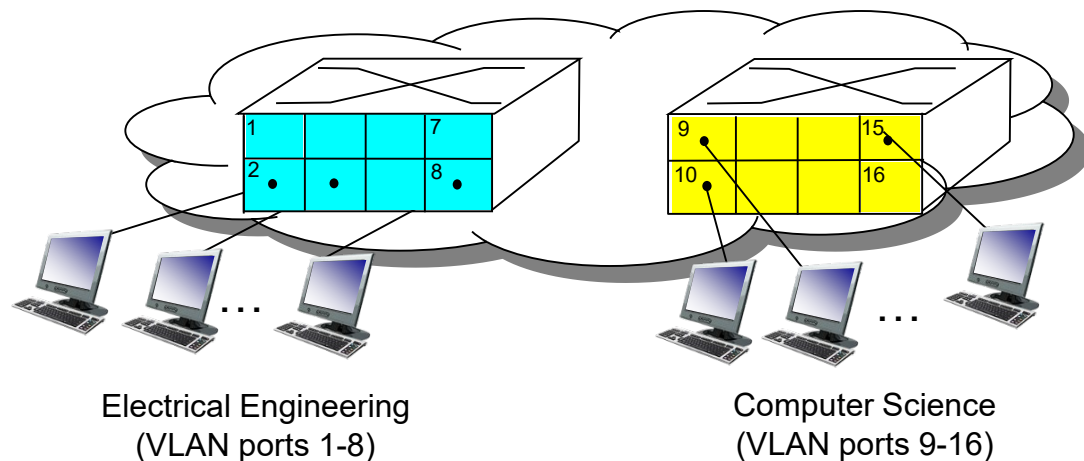 1 7
2 8
9 15
10 16
...
...
Electrical Engineering
(VLAN ports 1-8)
Computer Science
(VLAN ports 9-16)